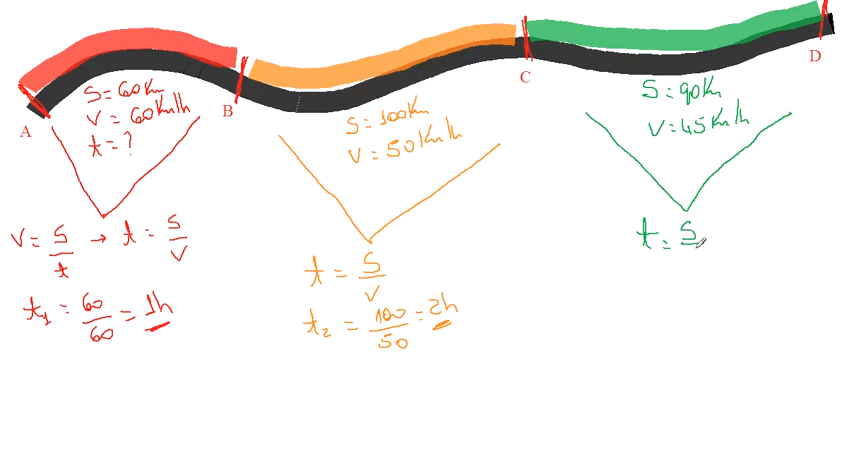 A
S = 60Km
V = 60Km/h
t = ?
B
S = 100Km
V = 50Km/h
C
S = 90Km
V = 45Km/h
D
V = S/t → t = S/V
t₁ = 60/60 = 1h
t = S/V
t₂ = 100/50 = 2h
t = S